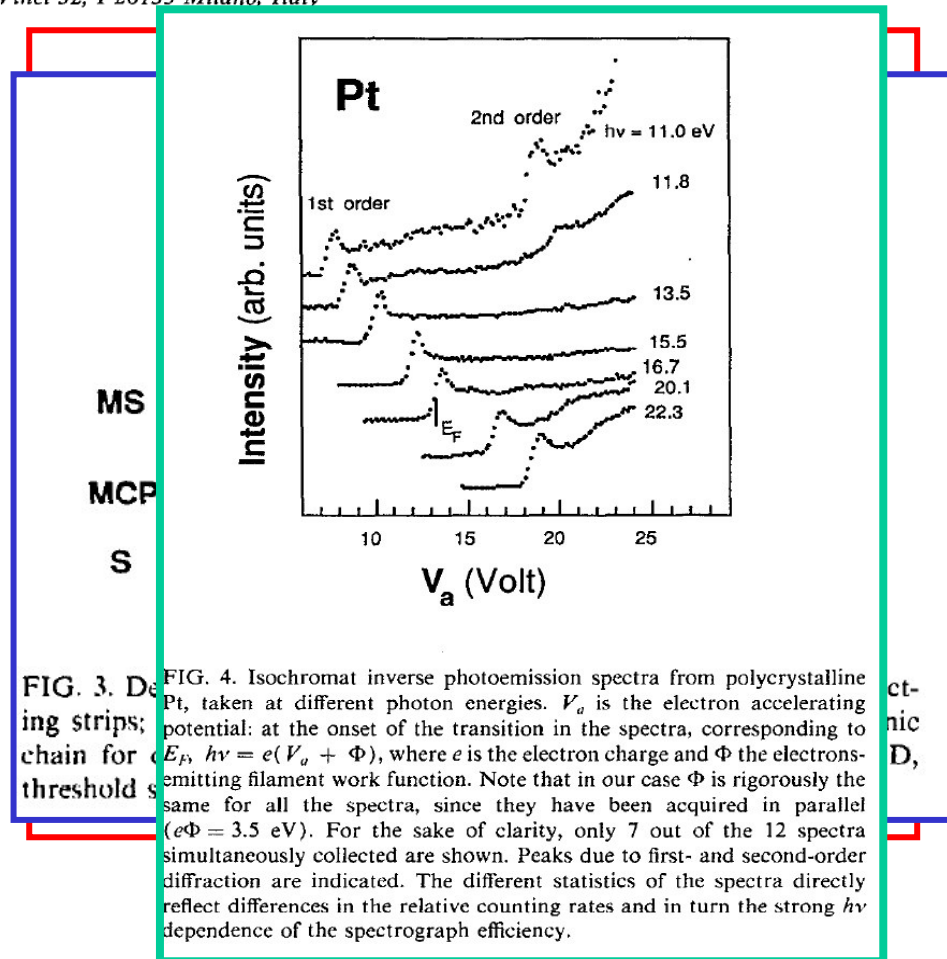 32, I-20133 Milano, Italy
Pt
2nd order
hν = 11.0 eV
11.8
1st order
13.5
15.5
16.7
20.1
22.3
E_F
Intensity (arb. units)
10 15 20 25
V_a (Volt)
MS
MCP
S
FIG. 3. De
ing strips;
chain for
threshold s
ct-
nic
D,
FIG. 4. Isochromat inverse photoemission spectra from polycrystalline
Pt, taken at different photon energies. V_a is the electron accelerating
potential: at the onset of the transition in the spectra, corresponding to
E_F, hν = e(V_a + Φ), where e is the electron charge and Φ the electrons-
emitting filament work function. Note that in our case Φ is rigorously the
same for all the spectra, since they have been acquired in parallel
(eΦ = 3.5 eV). For the sake of clarity, only 7 out of the 12 spectra
simultaneously collected are shown. Peaks due to first- and second-order
diffraction are indicated. The different statistics of the spectra directly
reflect differences in the relative counting rates and in turn the strong hν
dependence of the spectrograph efficiency.